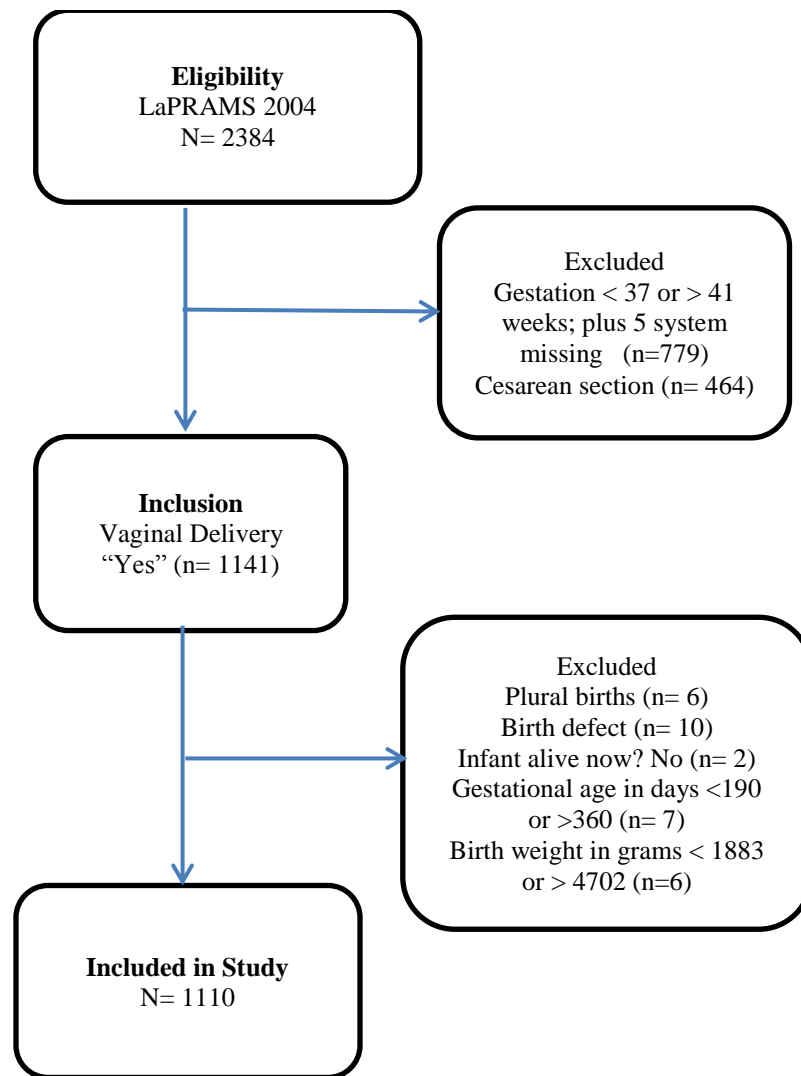 Eligibility
LaPRAMS 2004
N= 2384
Excluded
Gestation < 37 or > 41
weeks; plus 5 system
missing (n=779)
Cesarean section (n= 464)
Inclusion
Vaginal Delivery
“Yes” (n= 1141)
Excluded
Plural births (n= 6)
Birth defect (n= 10)
Infant alive now? No (n= 2)
Gestational age in days <190
or >360 (n= 7)
Birth weight in grams < 1883
or > 4702 (n=6)
Included in Study
N= 1110